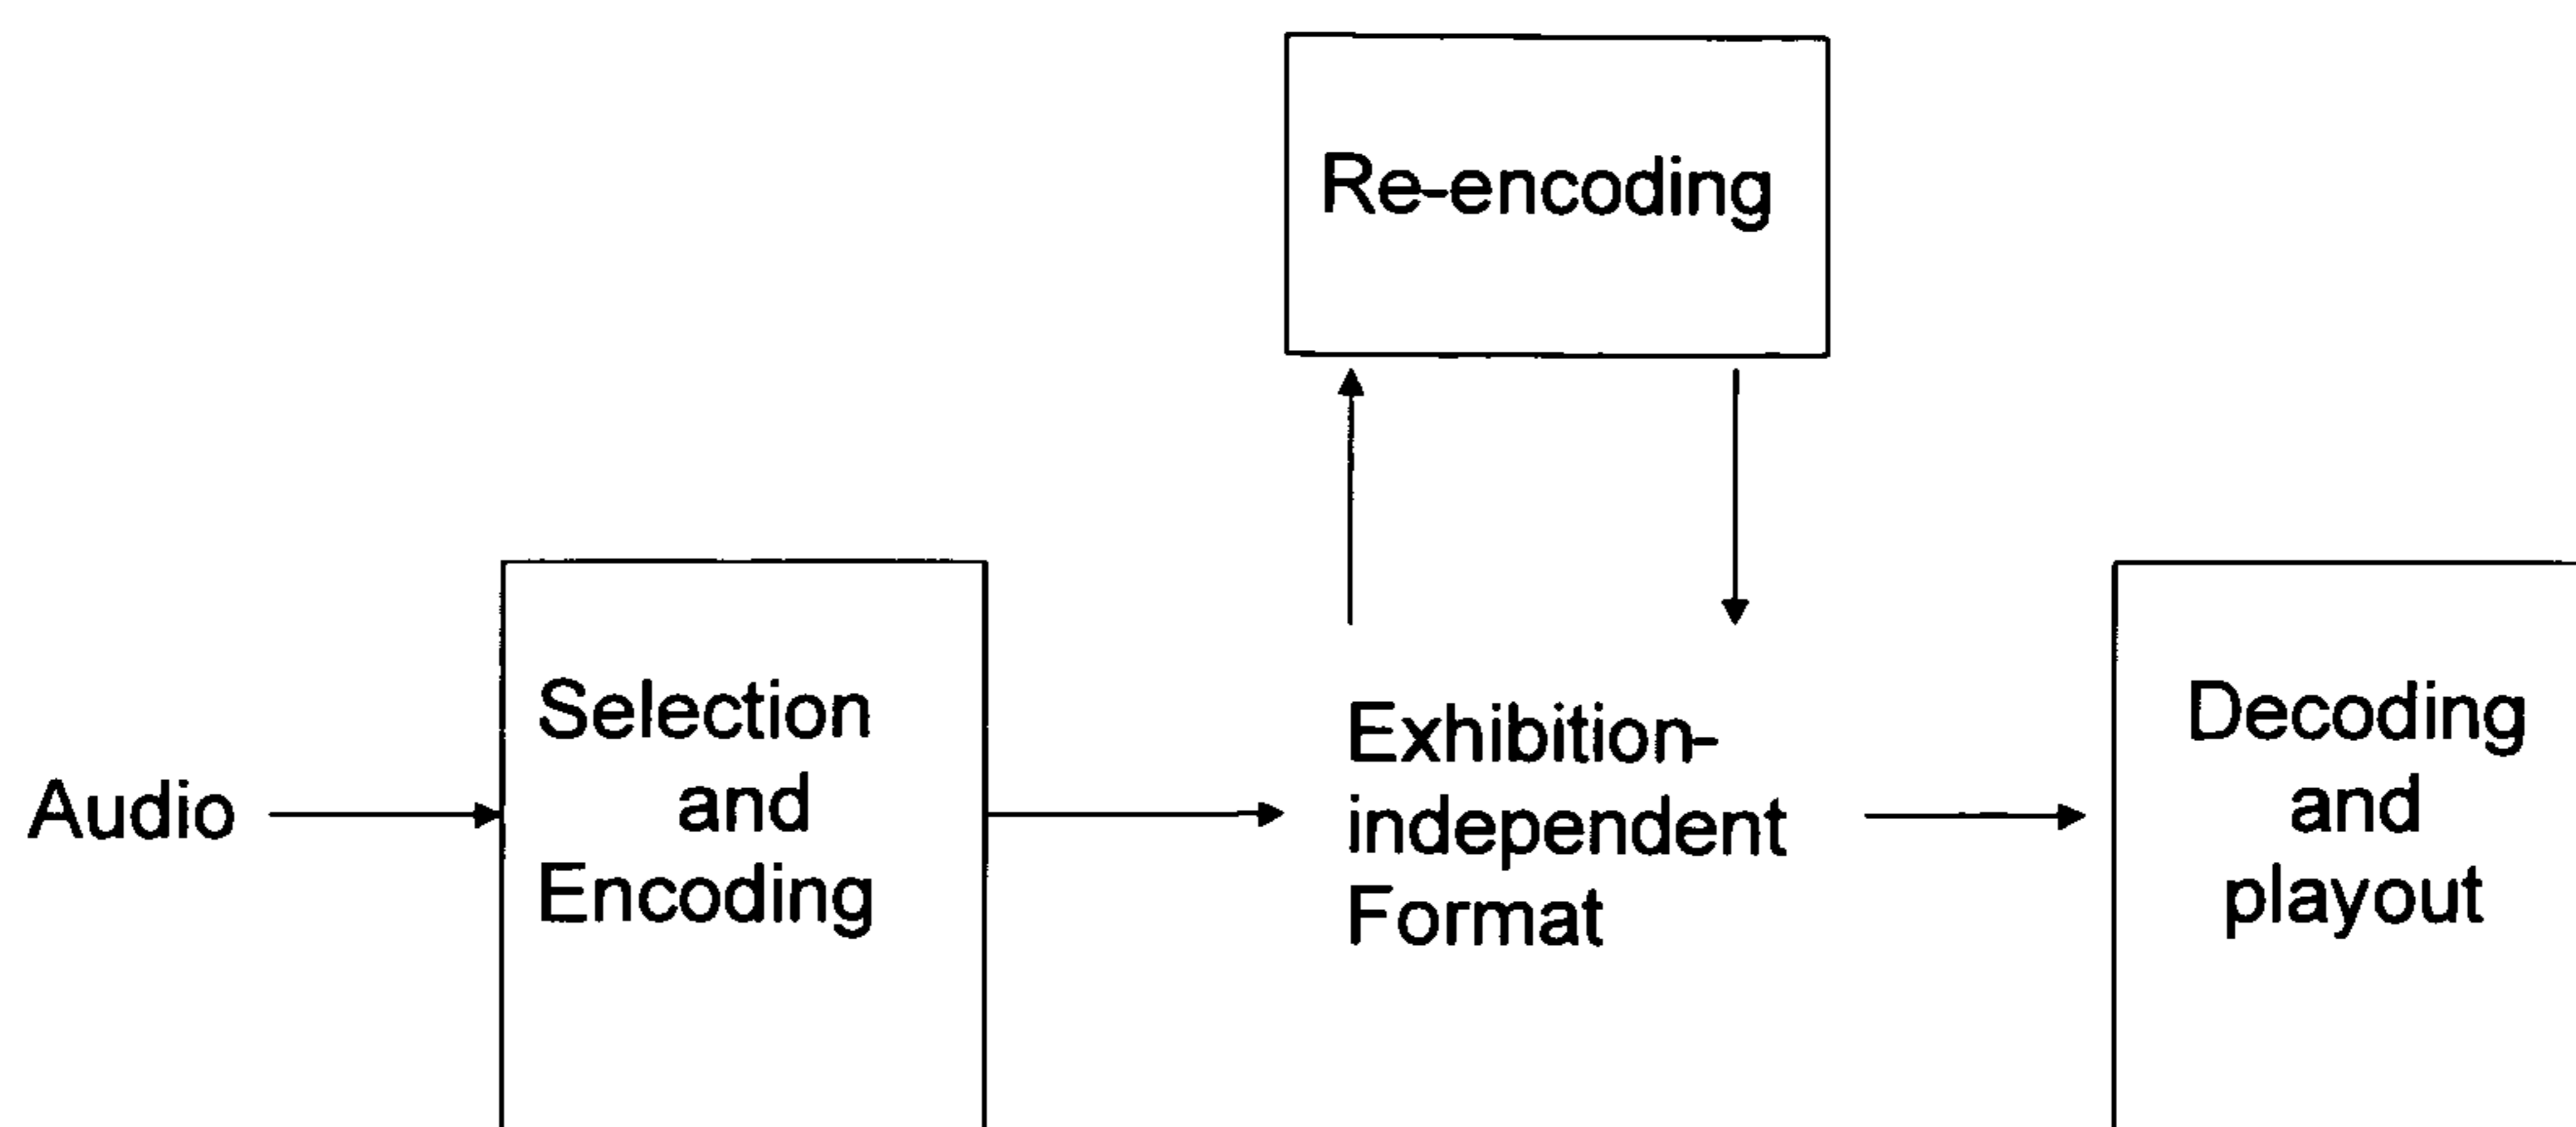 Re-encoding
Audio
Selection
and
Encoding
Exhibition-
independent
Format
Decoding
and
playout